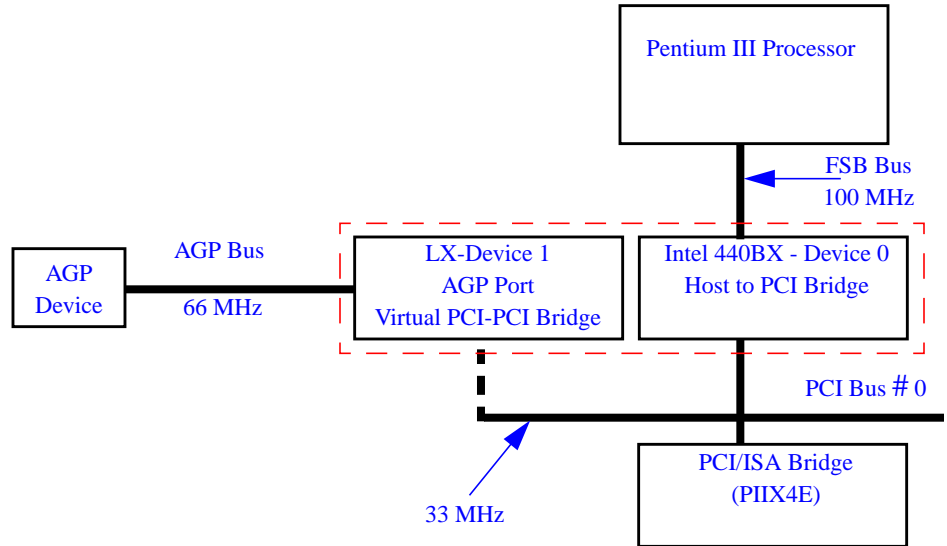 Pentium III Processor
FSB Bus
100 MHz
AGP Bus
66 MHz
AGP
Device
LX-Device 1
AGP Port
Virtual PCI-PCI Bridge
Intel 440BX - Device 0
Host to PCI Bridge
PCI Bus # 0
33 MHz
PCI/ISA Bridge
(PIIX4E)